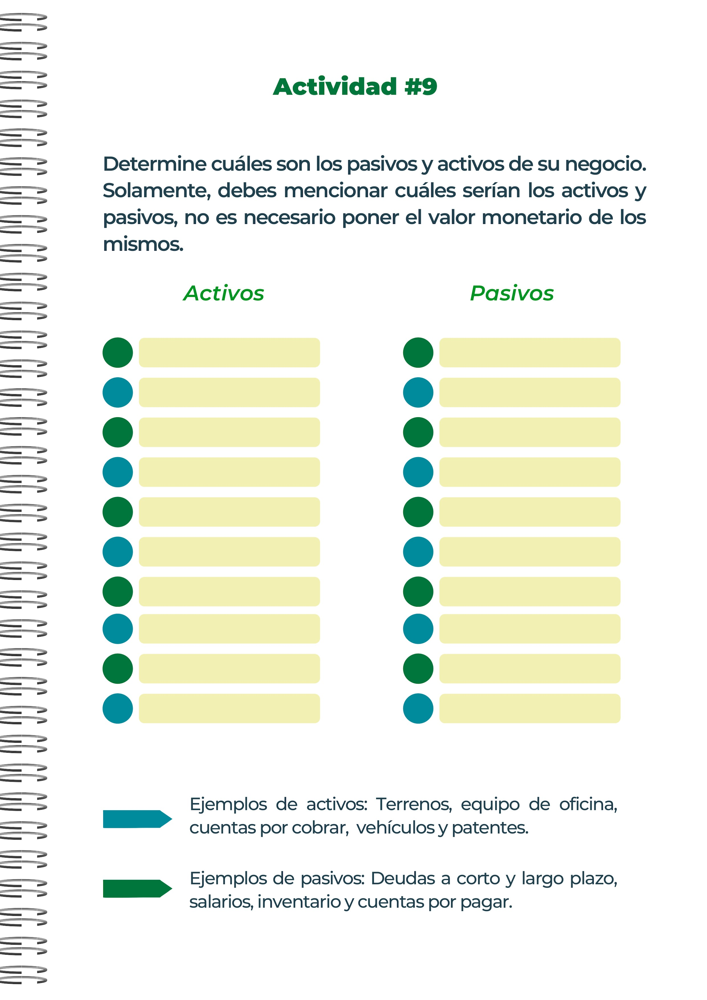 Actividad #9
Determine cuáles son los pasivos y activos de su negocio.
Solamente, debes mencionar cuáles serían los activos y
pasivos, no es necesario poner el valor monetario de los
mismos.
Activos
Pasivos
Ejemplos de activos: Terrenos, equipo de oficina,
cuentas por cobrar, vehículos y patentes.
Ejemplos de pasivos: Deudas a corto y largo plazo,
salarios, inventario y cuentas por pagar.